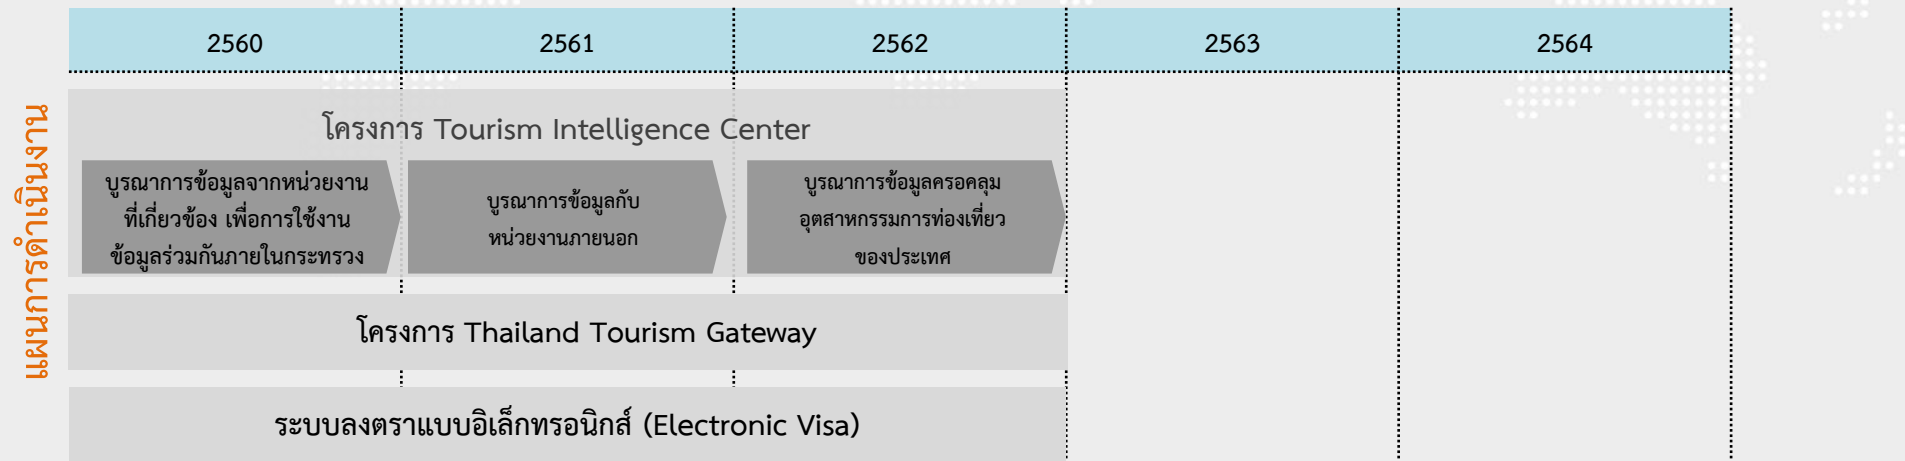 2560 2561 2562 2563 2564
แผนการดำเนินงาน
โครงการ Tourism Intelligence Center
บูรณาการข้อมูลจากหน่วยงาน
ที่เกี่ยวข้อง เพื่อการใช้งาน
ข้อมูลร่วมกันภายในกระทรวง
บูรณาการข้อมูลกับ
หน่วยงานภายนอก
บูรณาการข้อมูลครอคลุม
อุตสาหกรรมการท่องเที่ยว
ของประเทศ
โครงการ Thailand Tourism Gateway
ระบบลงตราแบบอิเล็กทรอนิกส์ (Electronic Visa)